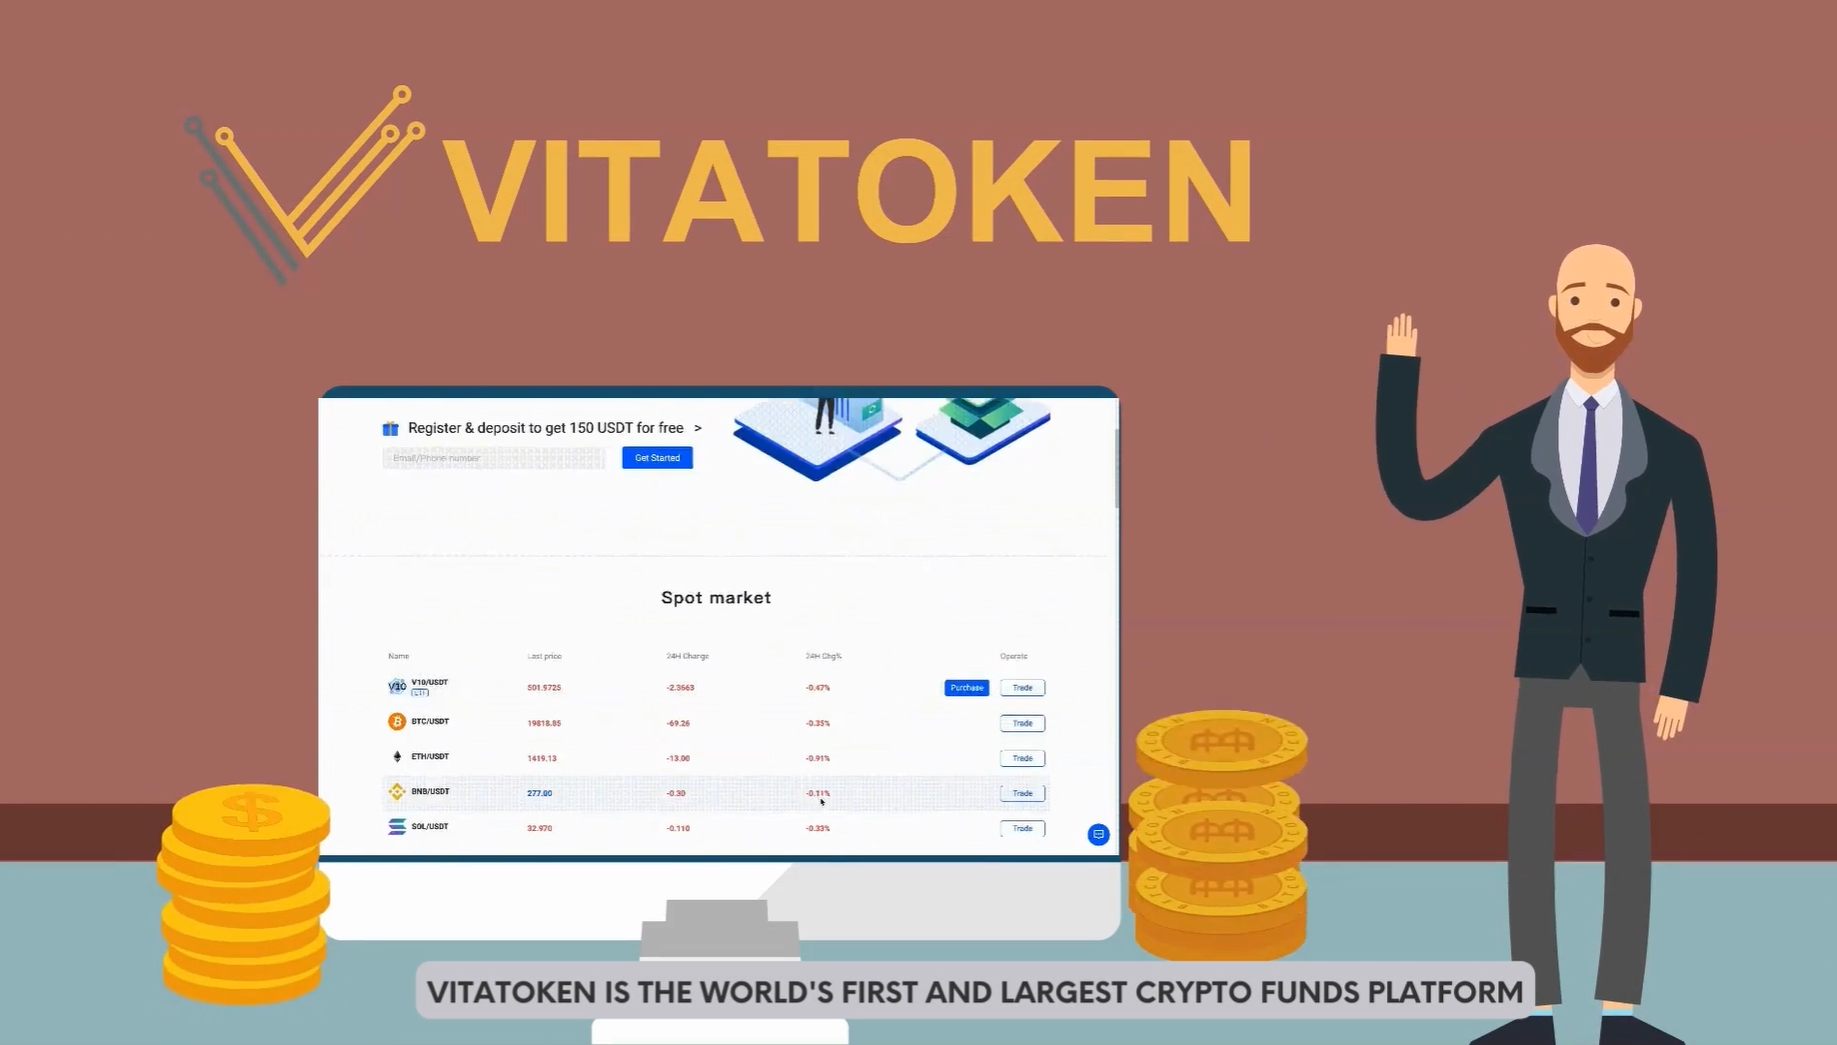 VITATOKEN
Register & deposit to get 150 USDT for free >
Email/Phone number
Get Started
Spot market
Name Last price 24H Change 24H Chg% Operate
V10 V10/USDT 501.9725 -2.3663 -0.47% Purchase Trade
BTC/USDT 19818.85 -69.26 -0.35% Trade
ETH/USDT 1419.13 -13.00 -0.91% Trade
BNB/USDT 277.80 -0.30 -0.11% Trade
SOL/USDT 32.970 -0.110 -0.33% Trade
VITATOKEN IS THE WORLD'S FIRST AND LARGEST CRYPTO FUNDS PLATFORM